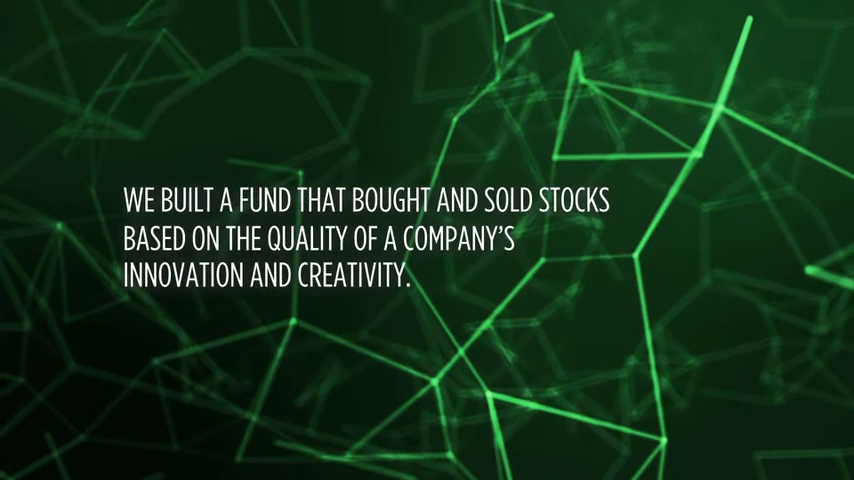 WE BUILT A FUND THAT BOUGHT AND SOLD STOCKS
BASED ON THE QUALITY OF A COMPANY’S
INNOVATION AND CREATIVITY.